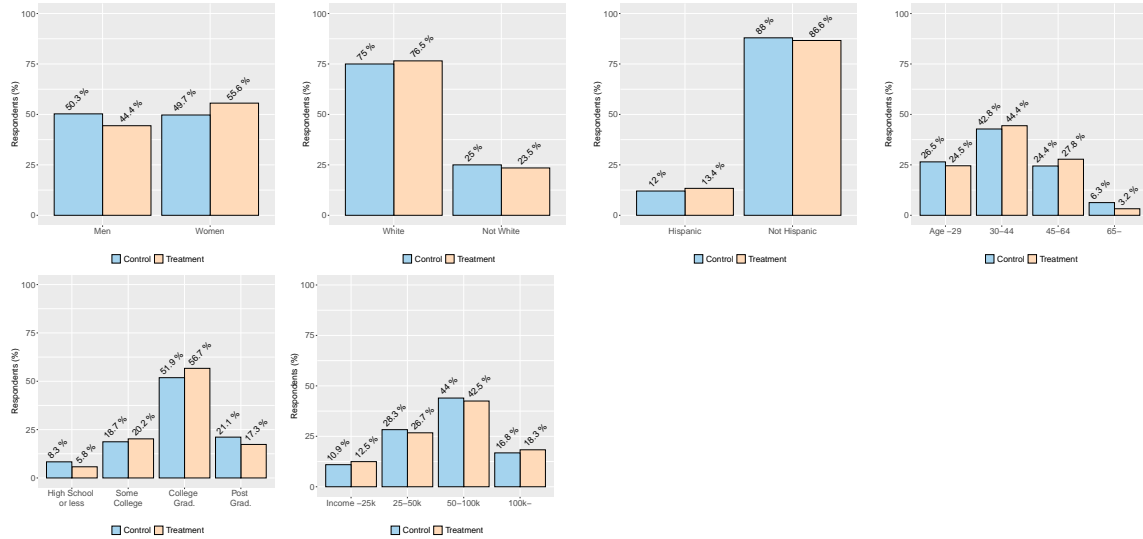 100
75
50
25
0
Respondents (%)
50.3 %
44.4 %
49.7 %
55.6 %
Men
Women
Control
Treatment
100
75
50
25
0
Respondents (%)
75 %
76.5 %
25 %
23.5 %
White
Not White
Control
Treatment
100
75
50
25
0
Respondents (%)
12 %
13.4 %
88 %
86.6 %
Hispanic
Not Hispanic
Control
Treatment
100
75
50
25
0
Respondents (%)
26.5 %
24.5 %
42.8 %
44.4 %
24.4 %
27.8 %
6.3 %
3.2 %
Age −29
30−44
45−64
65−
Control
Treatment
100
75
50
25
0
Respondents (%)
8.3 %
5.8 %
18.7 %
20.2 %
51.9 %
56.7 %
21.1 %
17.3 %
High School
or less
Some
College
College
Grad.
Post
Grad.
Control
Treatment
100
75
50
25
0
Respondents (%)
10.9 %
12.5 %
28.3 %
26.7 %
44 %
42.5 %
16.8 %
18.3 %
Income −25k
25−50k
50−100k
100k−
Control
Treatment